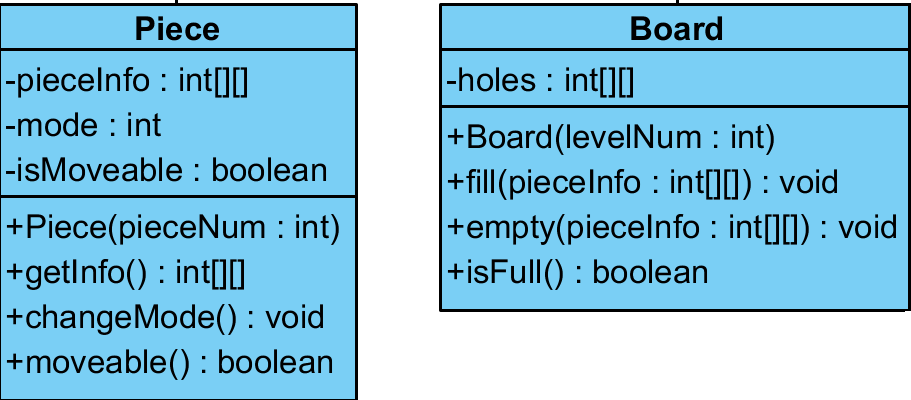 Piece
-pieceInfo : int[][]
-mode : int
-isMoveable : boolean
+Piece(pieceNum : int)
+getInfo() : int[][]
+changeMode() : void
+moveable() : boolean
Board
-holes : int[][]
+Board(levelNum : int)
+fill(pieceInfo : int[][]) : void
+empty(pieceInfo : int[][]) : void
+isFull() : boolean